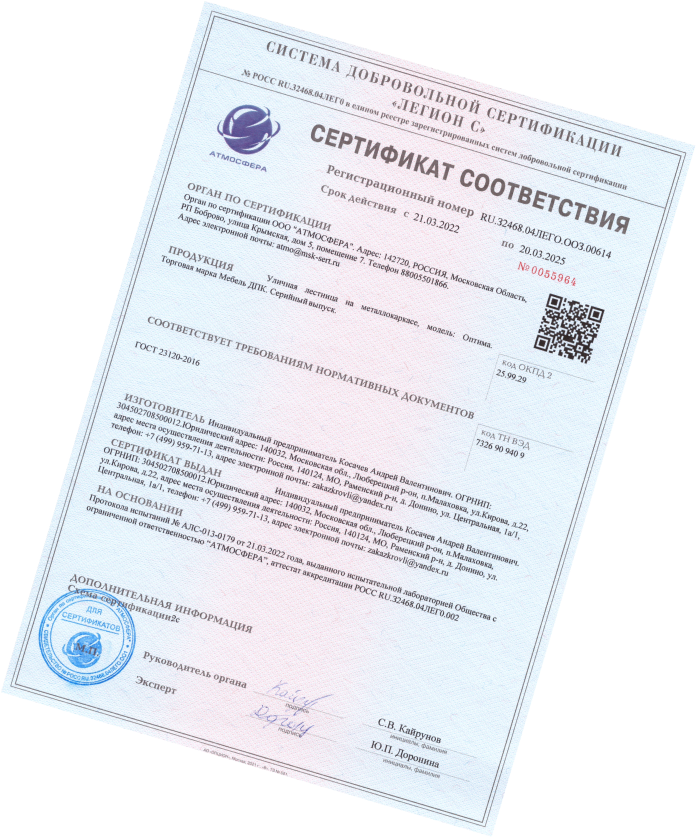 СИСТЕМА ДОБРОВОЛЬНОЙ СЕРТИФИКАЦИИ
«ЛЕГИОН С»
№ РОСС RU.32468.04ЛЕГ0 в едином реестре зарегистрированных систем добровольной сертификации
АТМОСФЕРА
СЕРТИФИКАТ СООТВЕТСТВИЯ
Регистрационный номер RU.32468.04ЛЕГО.ОО3.00614
Срок действия с 21.03.2022 по 20.03.2025
№0055964
ОРГАН ПО СЕРТИФИКАЦИИ
Орган по сертификации ООО "АТМОСФЕРА". Адрес: 142720, РОССИЯ, Московская Область,
РП Боброво, улица Крымская, дом 5, помещение 7. Телефон 88005501866.
Адрес электронной почты: atmo@msk-sert.ru
ПРОДУКЦИЯ Уличная лестница на металлокаркасе, модель: Оптима.
Торговая марка Мебель ДПК. Серийный выпуск.
код ОКПД 2
25.99.29
СООТВЕТСТВУЕТ ТРЕБОВАНИЯМ НОРМАТИВНЫХ ДОКУМЕНТОВ
ГОСТ 23120-2016
код ТН ВЭД
7326 90 940 9
ИЗГОТОВИТЕЛЬ Индивидуальный предприниматель Косачев Андрей Валентинович. ОГРНИП:
304502708500012.Юридический адрес: 140032, Московская обл., Люберецкий р-он, п.Малаховка, ул.Кирова, д.22,
адрес места осуществления деятельности: Россия, 140124, МО, Раменский р-н, д. Донино, ул. Центральная, 1а/1,
телефон: +7 (499) 959-71-13, адрес электронной почты: zakazkrovli@yandex.ru
СЕРТИФИКАТ ВЫДАН Индивидуальный предприниматель Косачев Андрей Валентинович.
ОГРНИП: 304502708500012.Юридический адрес: 140032, Московская обл., Люберецкий р-он, п.Малаховка,
ул.Кирова, д.22, адрес места осуществления деятельности: Россия, 140124, МО, Раменский р-н, д. Донино, ул.
Центральная, 1а/1, телефон: +7 (499) 959-71-13, адрес электронной почты: zakazkrovli@yandex.ru
НА ОСНОВАНИИ
Протокола испытаний № АЛС-013-0179 от 21.03.2022 года, выданного испытательной лабораторией Общества с
ограниченной ответственностью "АТМОСФЕРА", аттестат аккредитации РОСС RU.32468.04ЛЕГ0.002
ДОПОЛНИТЕЛЬНАЯ ИНФОРМАЦИЯ
Схема сертификации2с
ДЛЯ
СЕРТИФИКАТОВ
М.П.
Руководитель органа
подпись
С.В. Кайрунов
инициалы, фамилия
Эксперт
подпись
Ю.П. Доронина
инициалы, фамилия